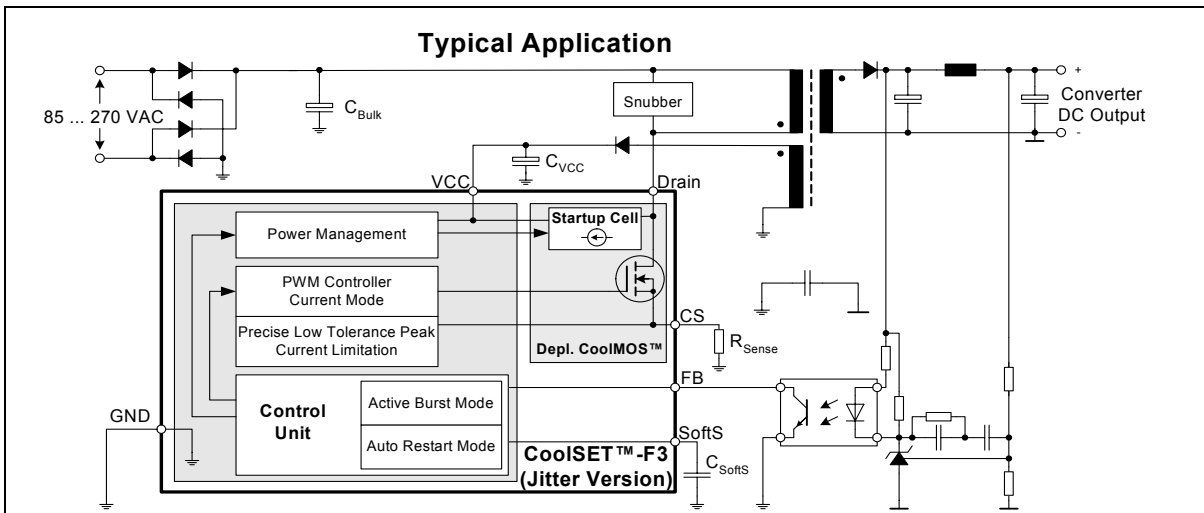 Typical Application
85 ... 270 VAC
C_Bulk
Snubber
+
Converter
DC Output
-
C_VCC
VCC
Drain
Power Management
Startup Cell
PWM Controller
Current Mode
Precise Low Tolerance Peak
Current Limitation
Depl. CoolMOS™
CS
R_Sense
FB
GND
Control
Unit
Active Burst Mode
Auto Restart Mode
SoftS
C_SoftS
CoolSET™-F3
(Jitter Version)